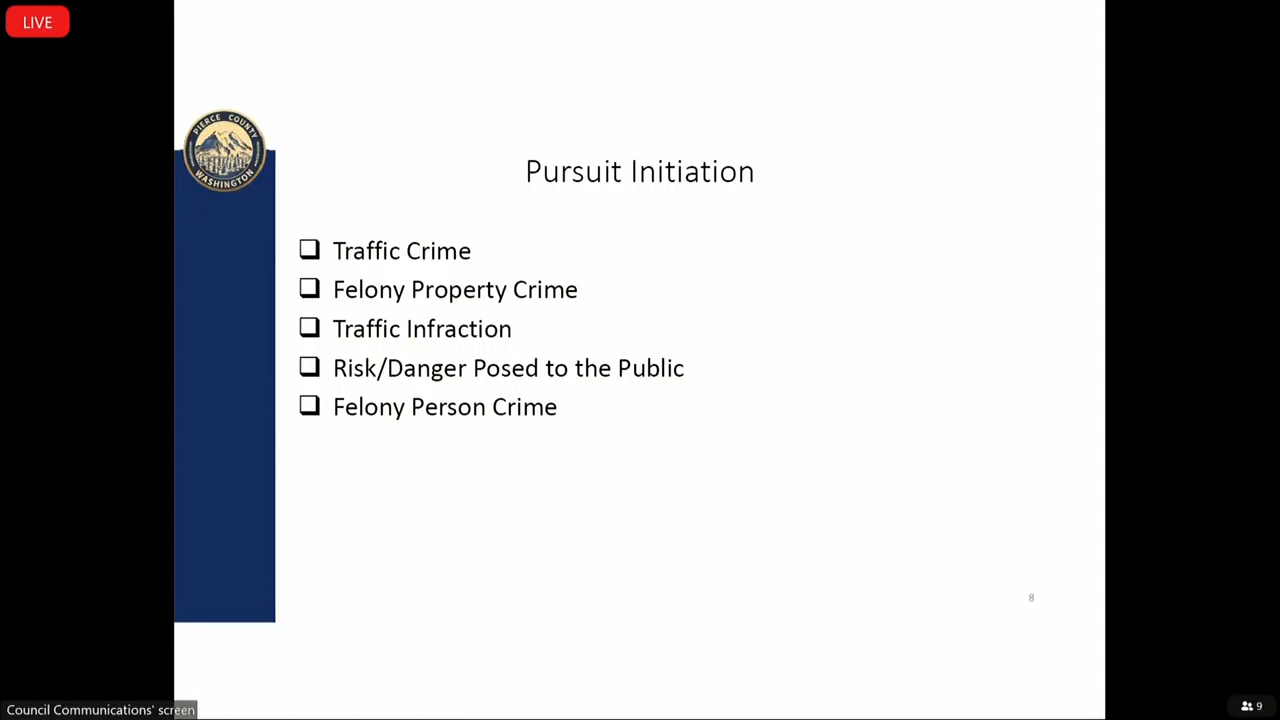 LIVE
PIERCE COUNTY
WASHINGTON
Pursuit Initiation
Traffic Crime
Felony Property Crime
Traffic Infraction
Risk/Danger Posed to the Public
Felony Person Crime
8
Council Communications' screen
9